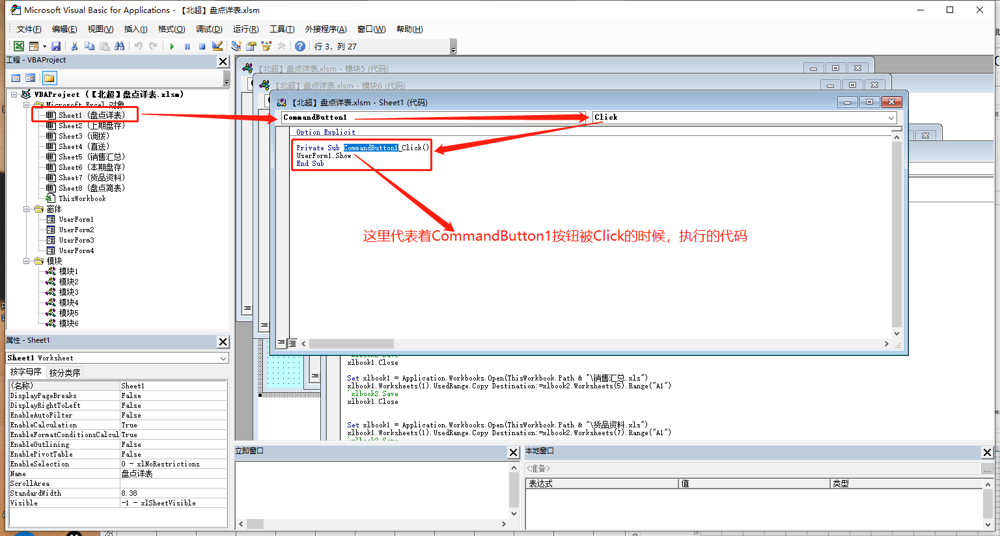 Microsoft Visual Basic for Applications - 【北超】盘点详表.xlsm
文件(F) 编辑(E) 视图(V) 插入(I) 格式(O) 调试(D) 运行(R) 工具(T) 外接程序(A) 窗口(W) 帮助(H)
行 3，列 27
工程 - VBAProject
VBAProject (【北超】盘点详表.xlsm)
Microsoft Excel 对象
Sheet1 (盘点详表)
Sheet2 (上期盘存)
Sheet3 (调拨)
Sheet4 (直送)
Sheet5 (销售汇总)
Sheet6 (本期盘存)
Sheet7 (货品资料)
Sheet8 (盘点简表)
ThisWorkbook
窗体
UserForm1
UserForm2
UserForm3
UserForm4
模块
模块1
模块2
模块3
模块4
模块5
模块6
属性 - Sheet1
Sheet1 Worksheet
按字母序 按分类序
(名称) Sheet1
DisplayPageBreaks False
DisplayRightToLeft False
EnableAutoFilter False
EnableCalculation True
EnableFormatConditionsCalcul True
EnableOutlining False
EnablePivotTable False
EnableSelection 0 - xlNoRestrictions
Name 盘点详表
ScrollArea
StandardWidth 8.38
Visible -1 - xlSheetVisible
【北超】盘点详表.xlsm - 模块5 (代码)
【北超】盘点详表.xlsm - 模块6 (代码)
【北超】盘点详表.xlsm - Sheet1 (代码)
CommandButton1 Click
Option Explicit
Private Sub CommandButton1_Click()
UserForm1.Show
End Sub
这里代表着CommandButton1按钮被Click的时候，执行的代码
'xlbook2.Save
xlbook1.Close
Set xlbook1 = Application.Workbooks.Open(ThisWorkbook.Path & "\销售汇总.xls")
xlbook1.Worksheets(1).UsedRange.Copy Destination:=xlbook2.Worksheets(5).Range("A1")
'xlbook2.Save
xlbook1.Close
Set xlbook1 = Application.Workbooks.Open(ThisWorkbook.Path & "\货品资料.xls")
xlbook1.Worksheets(1).UsedRange.Copy Destination:=xlbook2.Worksheets(7).Range("A1")
'xlbook2.Save
立即窗口
本地窗口
<准备>
表达式 值 类型
28
15